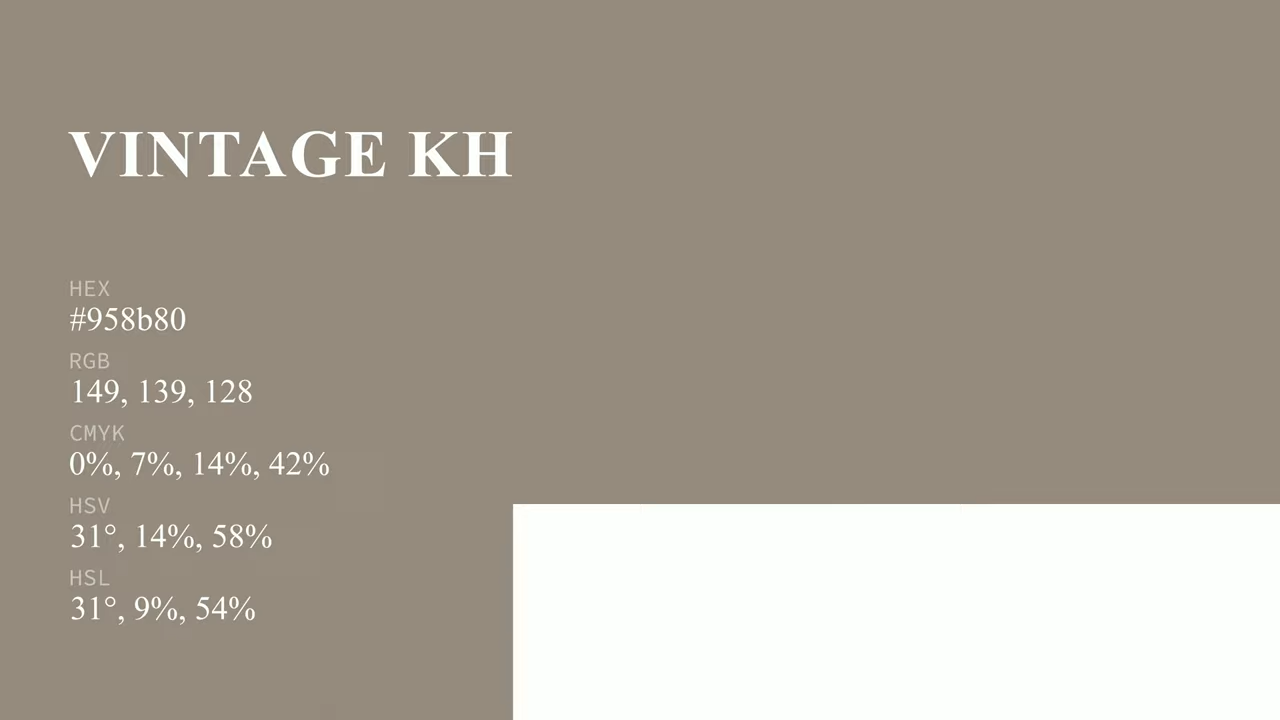 VINTAGE KH
HEX
#958b80
RGB
149, 139, 128
CMYK
0%, 7%, 14%, 42%
HSV
31°, 14%, 58%
HSL
31°, 9%, 54%